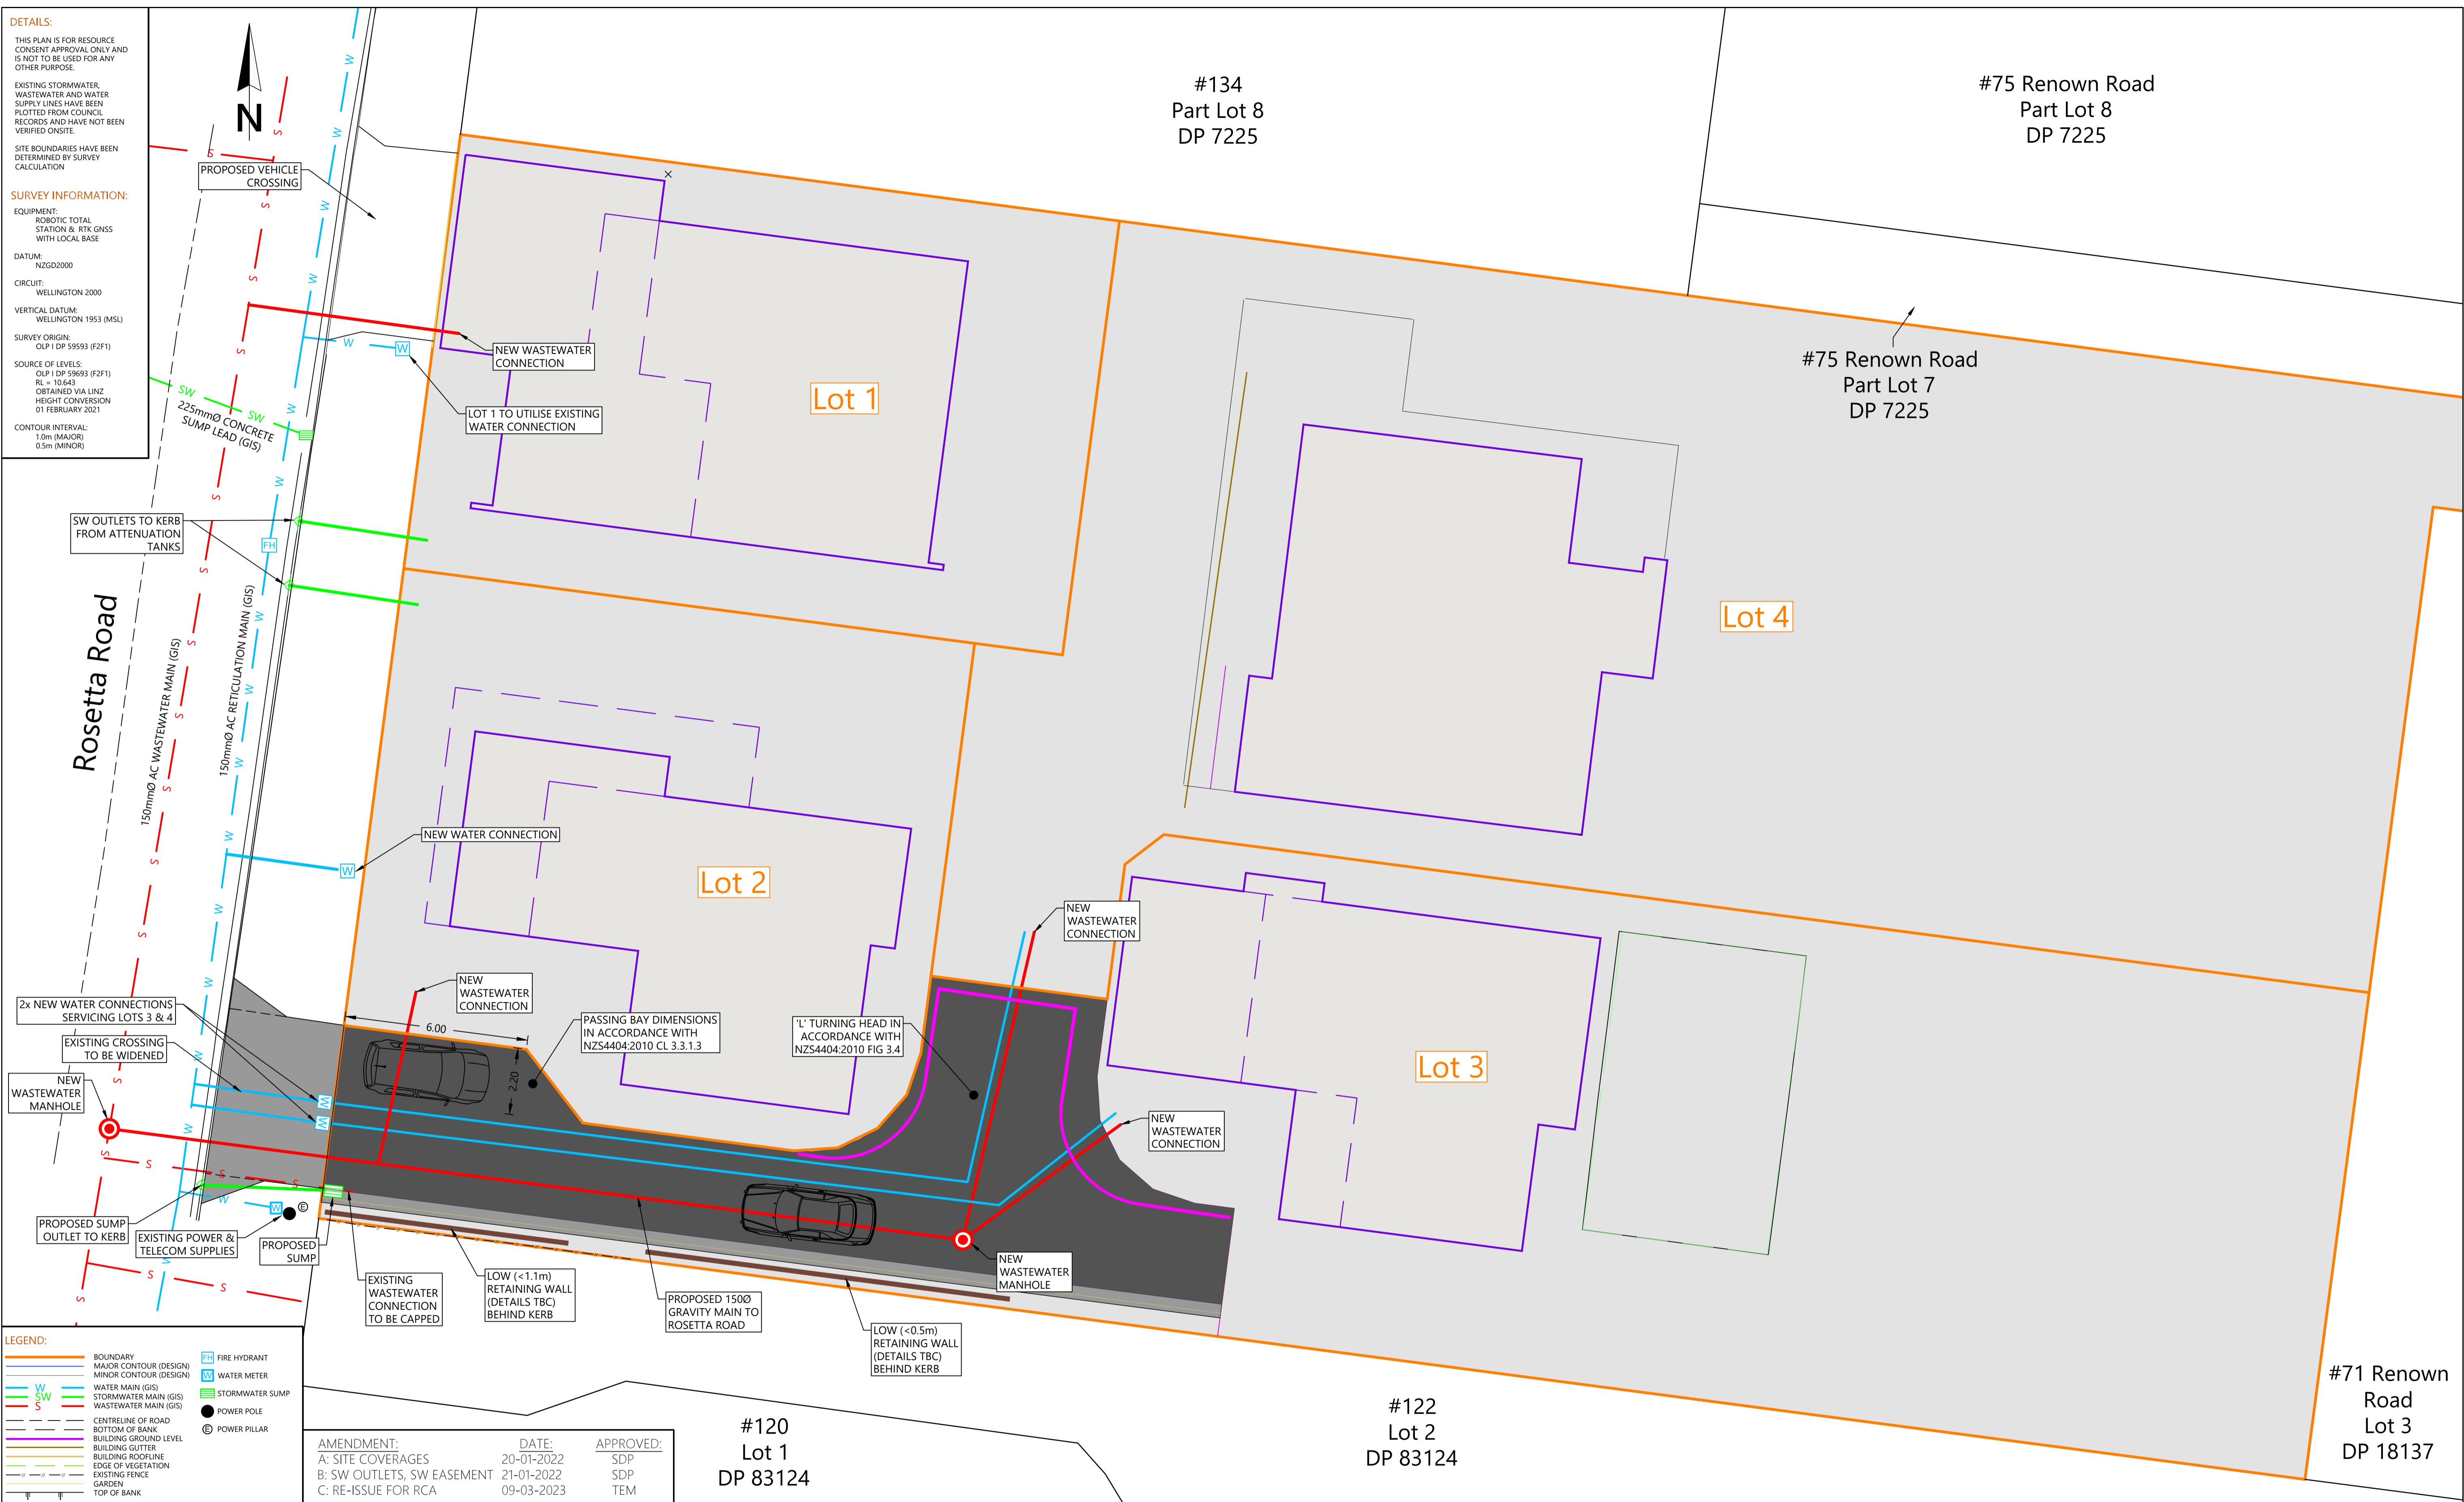 DETAILS:
THIS PLAN IS FOR RESOURCE
CONSENT APPROVAL ONLY AND
IS NOT TO BE USED FOR ANY
OTHER PURPOSE.
EXISTING STORMWATER,
WASTEWATER AND WATER
SUPPLY LINES HAVE BEEN
PLOTTED FROM COUNCIL
RECORDS AND HAVE NOT BEEN
VERIFIED ONSITE.
SITE BOUNDARIES HAVE BEEN
DETERMINED BY SURVEY
CALCULATION
SURVEY INFORMATION:
EQUIPMENT:
ROBOTIC TOTAL
STATION & RTK GNSS
WITH LOCAL BASE
DATUM:
NZGD2000
CIRCUIT:
WELLINGTON 2000
VERTICAL DATUM:
WELLINGTON 1953 (MSL)
SURVEY ORIGIN:
OLP I DP 59593 (F2F1)
SOURCE OF LEVELS:
OLP I DP 59693 (F2F1)
RL = 10.643
OBTAINED VIA LINZ
HEIGHT CONVERSION
01 FEBRUARY 2021
CONTOUR INTERVAL:
1.0m (MAJOR)
0.5m (MINOR)
N
#134
Part Lot 8
DP 7225
#75 Renown Road
Part Lot 8
DP 7225
PROPOSED VEHICLE
CROSSING
NEW WASTEWATER
CONNECTION
LOT 1 TO UTILISE EXISTING
WATER CONNECTION
Lot 1
#75 Renown Road
Part Lot 7
DP 7225
SW
SW
225mmØ CONCRETE
SUMP LEAD (GIS)
SW OUTLETS TO KERB
FROM ATTENUATION
TANKS
FH
Rosetta Road
150mmØ AC WASTEWATER MAIN (GIS)
150mmØ AC RETICULATION MAIN (GIS)
Lot 4
NEW WATER CONNECTION
W
Lot 2
NEW
WASTEWATER
CONNECTION
NEW
WASTEWATER
CONNECTION
2x NEW WATER CONNECTIONS
SERVICING LOTS 3 & 4
EXISTING CROSSING
TO BE WIDENED
NEW
WASTEWATER
MANHOLE
6.00
2.20
PASSING BAY DIMENSIONS
IN ACCORDANCE WITH
NZS4404:2010 CL 3.3.1.3
'L' TURNING HEAD IN
ACCORDANCE WITH
NZS4404:2010 FIG 3.4
Lot 3
NEW
WASTEWATER
CONNECTION
PROPOSED SUMP
OUTLET TO KERB
EXISTING POWER &
TELECOM SUPPLIES
E
PROPOSED
SUMP
EXISTING
WASTEWATER
CONNECTION
TO BE CAPPED
LOW (<1.1m)
RETAINING WALL
(DETAILS TBC)
BEHIND KERB
PROPOSED 150Ø
GRAVITY MAIN TO
ROSETTA ROAD
LOW (<0.5m)
RETAINING WALL
(DETAILS TBC)
BEHIND KERB
NEW
WASTEWATER
MANHOLE
LEGEND:
BOUNDARY
MAJOR CONTOUR (DESIGN)
MINOR CONTOUR (DESIGN)
W WATER MAIN (GIS)
SW STORMWATER MAIN (GIS)
S WASTEWATER MAIN (GIS)
CENTRELINE OF ROAD
BOTTOM OF BANK
BUILDING GROUND LEVEL
BUILDING GUTTER
BUILDING ROOFLINE
EDGE OF VEGETATION
EXISTING FENCE
GARDEN
TOP OF BANK
FH FIRE HYDRANT
W WATER METER
STORMWATER SUMP
POWER POLE
E POWER PILLAR
AMENDMENT: DATE: APPROVED:
A: SITE COVERAGES 20-01-2022 SDP
B: SW OUTLETS, SW EASEMENT 21-01-2022 SDP
C: RE-ISSUE FOR RCA 09-03-2023 TEM
#120
Lot 1
DP 83124
#122
Lot 2
DP 83124
#71 Renown
Road
Lot 3
DP 18137